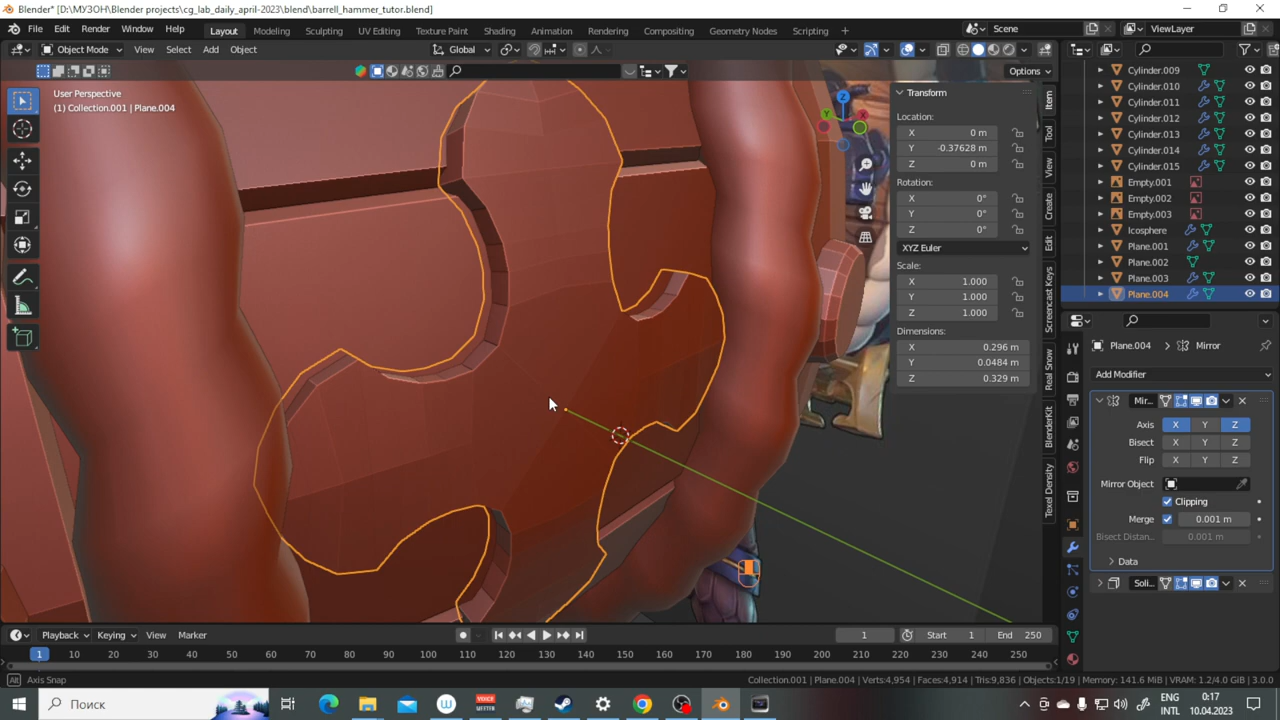 Blender* [D:\МУЗОН\Blender projects\cg_lab_daily_april-2023\blend\barrell_hammer_tutor.blend]
File Edit Render Window Help Layout Modeling Sculpting UV Editing Texture Paint Shading Animation Rendering Compositing Geometry Nodes Scripting + Scene ViewLayer
Object Mode View Select Add Object Global
Options
User Perspective
(1) Collection.001 | Plane.004
Transform
Location:
X 0 m
Y -0.37628 m
Z 0 m
Rotation:
X 0°
Y 0°
Z 0°
XYZ Euler
Scale:
X 1.000
Y 1.000
Z 1.000
Dimensions:
X 0.296 m
Y 0.0484 m
Z 0.329 m
Item
Tool
View
Create
Edit
Screencast Keys
Real Snow
BlenderKit
Texel Density
Z
Y
X
Cylinder.009
Cylinder.010
Cylinder.011
Cylinder.012
Cylinder.013
Cylinder.014
Cylinder.015
Empty.001
Empty.002
Empty.003
Icosphere
Plane.001
Plane.002
Plane.003
Plane.004
Plane.004 > Mirror
Add Modifier
Mir...
Axis X Y Z
Bisect X Y Z
Flip X Y Z
Mirror Object
Clipping
Merge 0.001 m
Bisect Distan... 0.001 m
Data
Soli...
Playback Keying View Marker 1 Start 1 End 250
1 10 20 30 40 50 60 70 80 90 100 110 120 130 140 150 160 170 180 190 200 210 220 230 240 250
Alt Axis Snap
Collection.001 | Plane.004 | Verts:4,954 | Faces:4,914 | Tris:9,836 | Objects:1/19 | Memory: 141.6 MiB | VRAM: 1.2/4.0 GiB | 3.0.0
Поиск
VOICE
ENG
INTL
0:17
10.04.2023